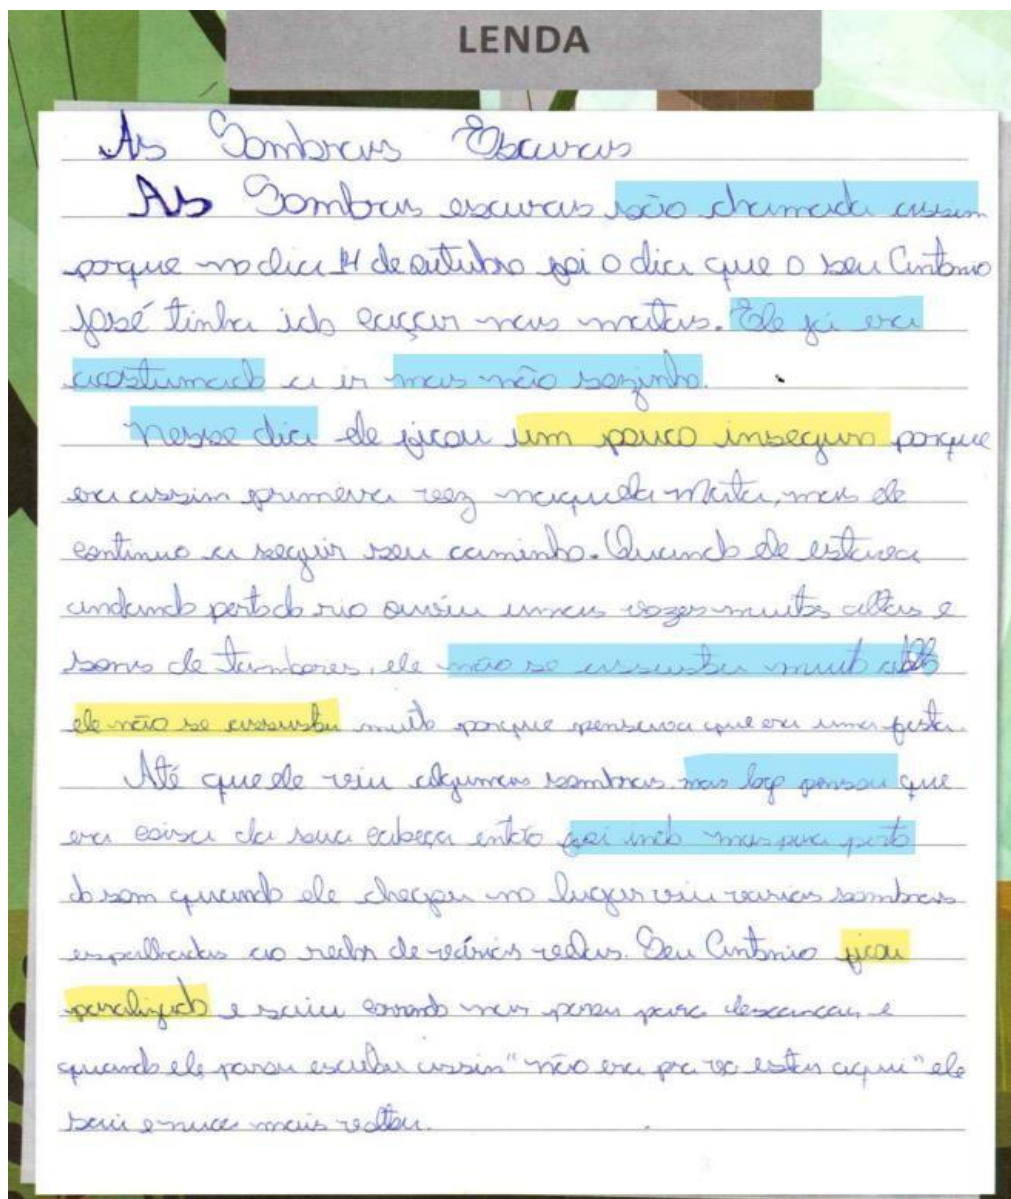 LENDA
As Sombras Escuras
As Sombras escuras são chamada assim
porque no dia 14 de outubro foi o dia que o seu Antonio
José tinha ido caçar nas matas. Ele já era
acostumado a ir mas não sozinho.
Nesse dia ele ficou um pouco inseguro porque
era assim primeira vez naquela Mata, mas ele
continuo a seguir seu caminho. Quando ele estava
andando perto do rio ouviu umas vozes muitos altas e
sons de tambores, ele não se assustou muito
ele não se assustou muito porque pensava que era uma festa.
Até que ele viu algumas sombras, mas logo pensou que
era coisa da sua cabeça então foi indo mas para perto
do som quando ele chegou no lugar viu varias sombras
espalhadas ao redor de várias redes. Seu Antonio ficou
paralizado e saiu correndo mas parou para descancar e
quando ele parou escutou assim "não era pra vo estar aqui" ele
saiu e nuca mais voltou.